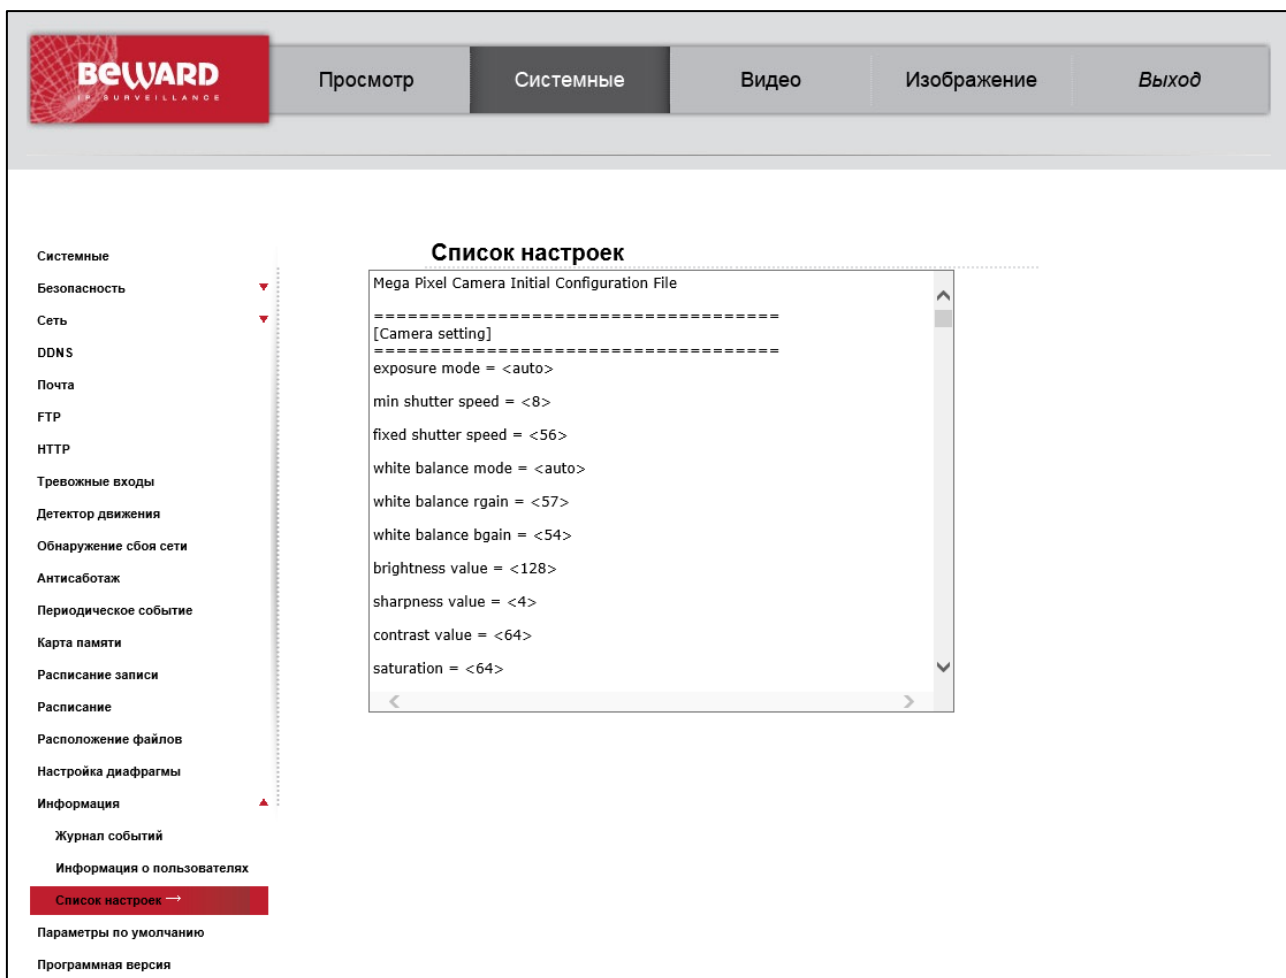 BEWARD
IP SURVEILLANCE
Просмотр
Системные
Видео
Изображение
Выход
Системные
Безопасность
Сеть
DDNS
Почта
FTP
HTTP
Тревожные входы
Детектор движения
Обнаружение сбоя сети
Антисаботаж
Периодическое событие
Карта памяти
Расписание записи
Расписание
Расположение файлов
Настройка диафрагмы
Информация
Журнал событий
Информация о пользователях
Список настроек →
Параметры по умолчанию
Программная версия
Список настроек
Mega Pixel Camera Initial Configuration File
====================================
[Camera setting]
====================================
exposure mode = <auto>
min shutter speed = <8>
fixed shutter speed = <56>
white balance mode = <auto>
white balance rgain = <57>
white balance bgain = <54>
brightness value = <128>
sharpness value = <4>
contrast value = <64>
saturation = <64>